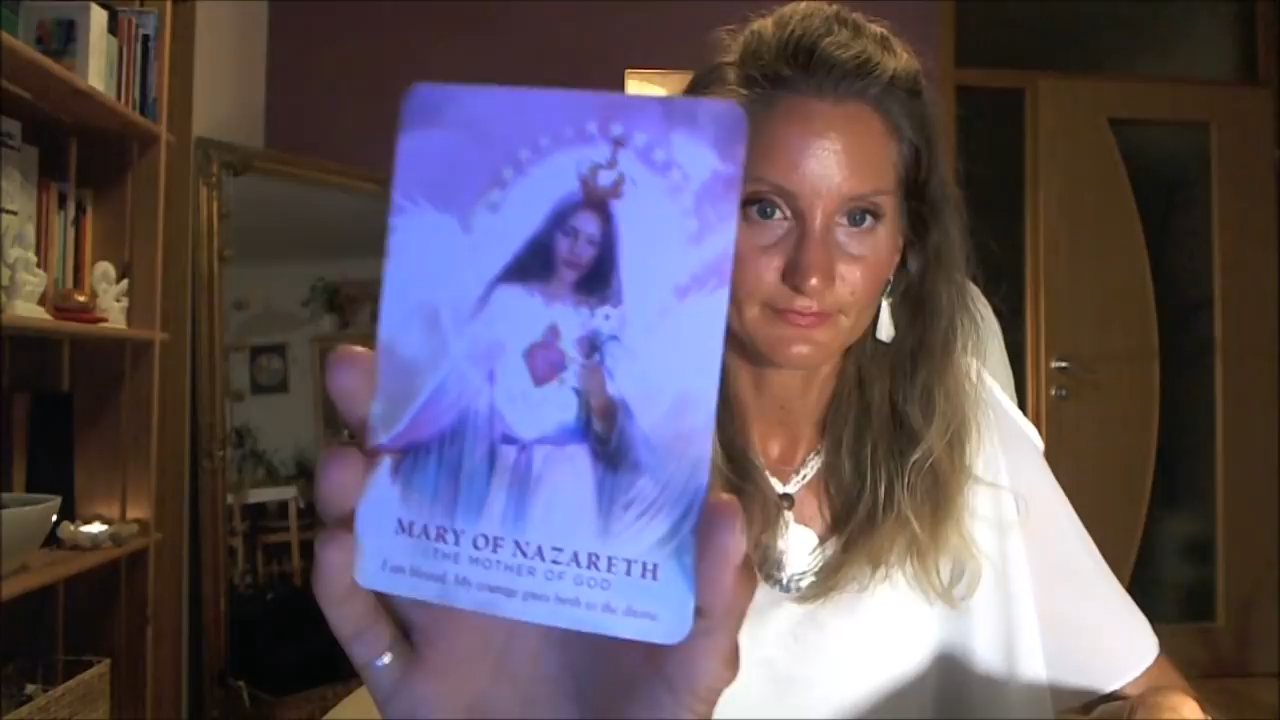 MARY OF NAZARETH
THE MOTHER OF GOD
I am blessed. My courage gives birth to the divine.